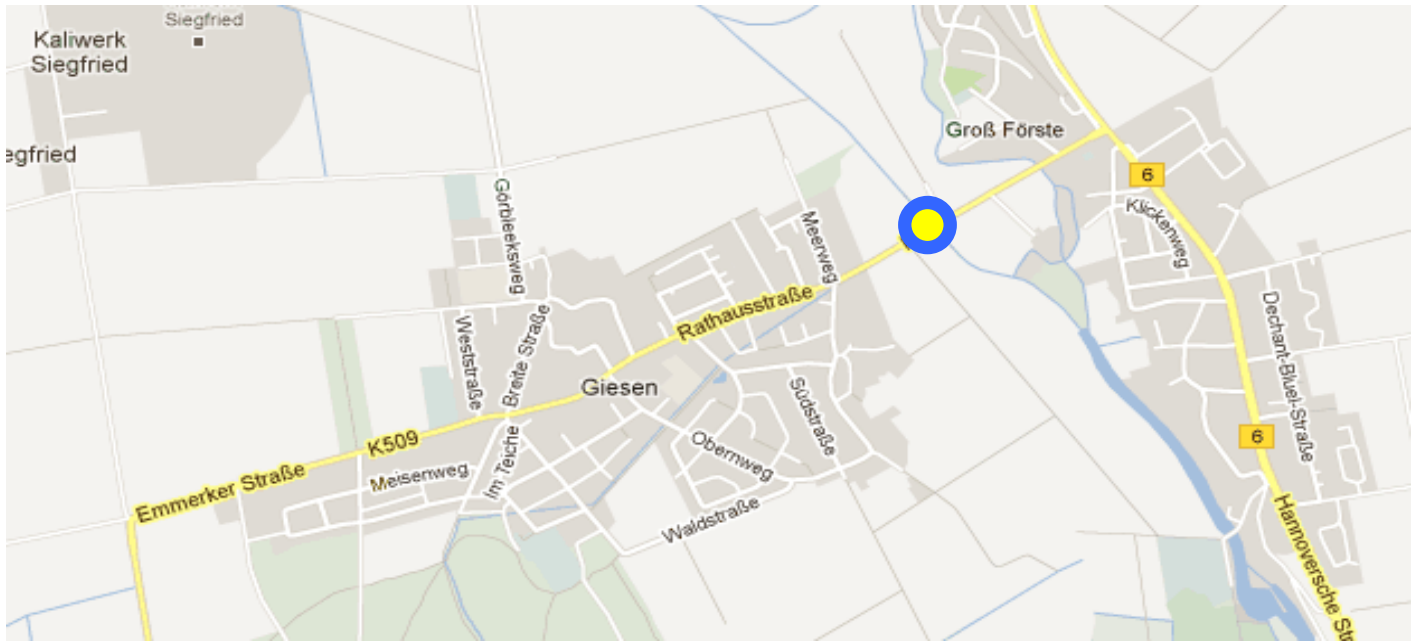 Siegfried
Kaliwerk
Siegfried
egfried
Groß Förste
6
Klickenweg
Görbleeksweg
Meerweg
Rathausstraße
Dechant-Bluel-Straße
Weststraße
Breite Straße
Giesen
Südstraße
6
K509
Obernweg
Meisenweg
Im Teiche
Emmerker Straße
Waldstraße
Hannoversche Str